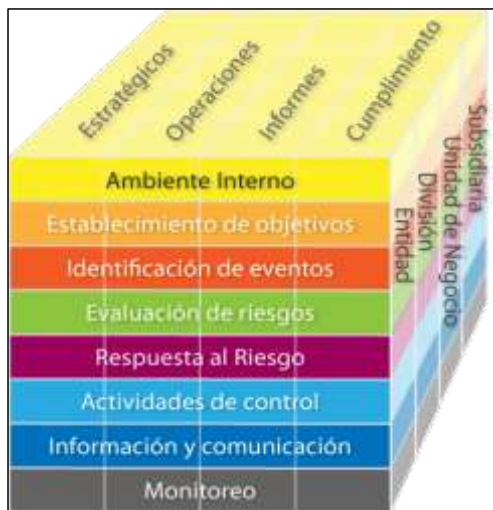 Estratégicos
Operaciones
Informes
Cumplimiento
Ambiente Interno
Establecimiento de objetivos
Identificación de eventos
Evaluación de riesgos
Respuesta al Riesgo
Actividades de control
Información y comunicación
Monitoreo
Entidad
División
Unidad de Negocio
Subsidiaria